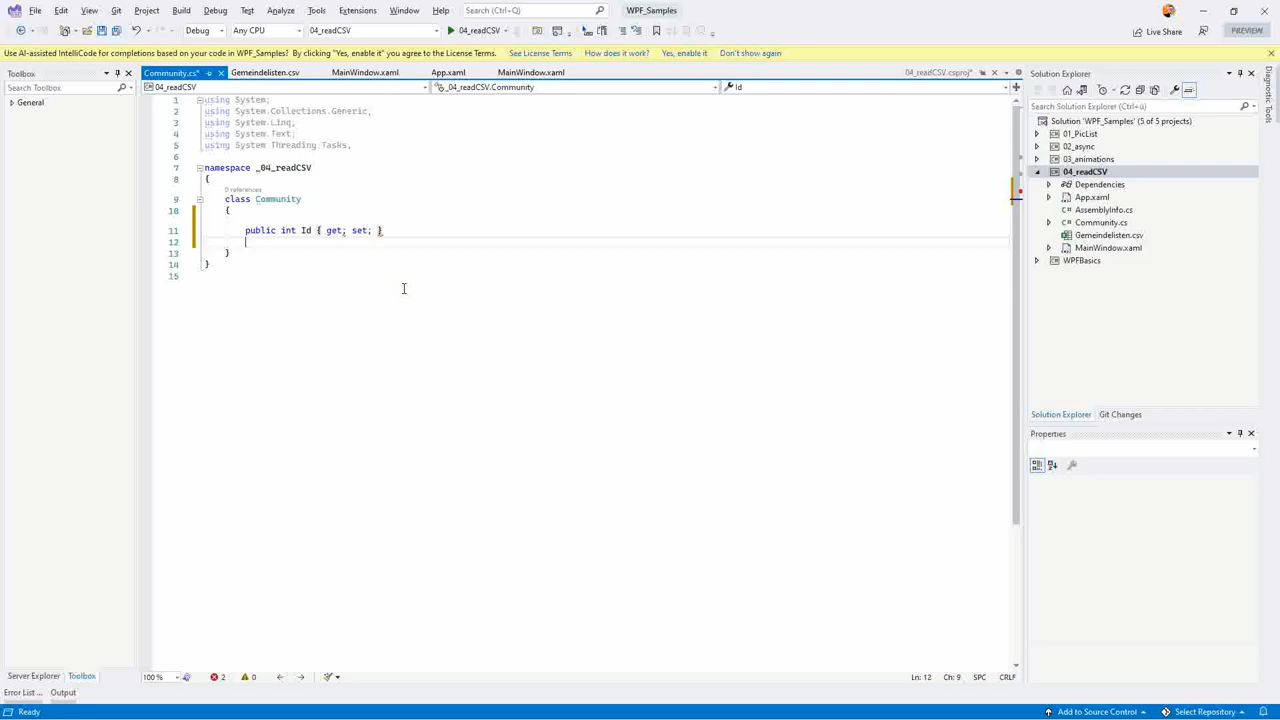 File Edit View Git Project Build Debug Test Analyze Tools Extensions Window Help Search (Ctrl+Q) WPF_Samples
Debug Any CPU 04_readCSV 04_readCSV Live Share PREVIEW
Use AI-assisted IntelliCode for completions based on your code in WPF_Samples? By clicking "Yes, enable it" you agree to the License Terms. See License Terms How does it work? Yes, enable it Don't show again
Toolbox
Search Toolbox
General
Community.cs* Gemeindelisten.csv MainWindow.xaml App.xaml MainWindow.xaml 04_readCSV.csproj*
04_readCSV _04_readCSV.Community Id
1 using System;
2 using System.Collections.Generic;
3 using System.Linq;
4 using System.Text;
5 using System.Threading.Tasks;
6
7 namespace _04_readCSV
8 {
0 references
9 class Community
10 {
11 public int Id { get; set; }
12
13 }
14 }
15
Solution Explorer
Search Solution Explorer (Ctrl+ü)
Solution 'WPF_Samples' (5 of 5 projects)
01_PicList
02_async
03_animations
04_readCSV
Dependencies
App.xaml
AssemblyInfo.cs
Community.cs
Gemeindelisten.csv
MainWindow.xaml
WPFBasics
Solution Explorer Git Changes
Properties
Diagnostic Tools
Server Explorer Toolbox
100 % 2 0 Ln: 12 Ch: 9 SPC CRLF
Error List ... Output
Ready Add to Source Control Select Repository